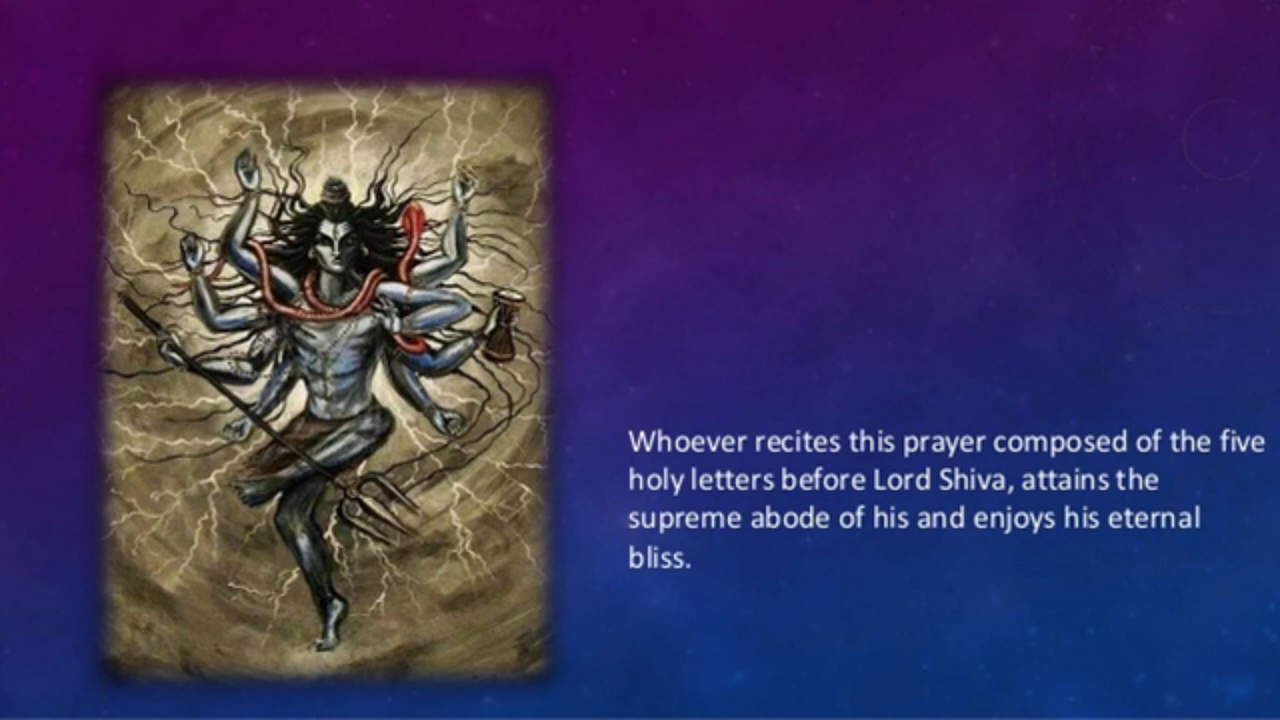 Whoever recites this prayer composed of the five
holy letters before Lord Shiva, attains the
supreme abode of his and enjoys his eternal
bliss.